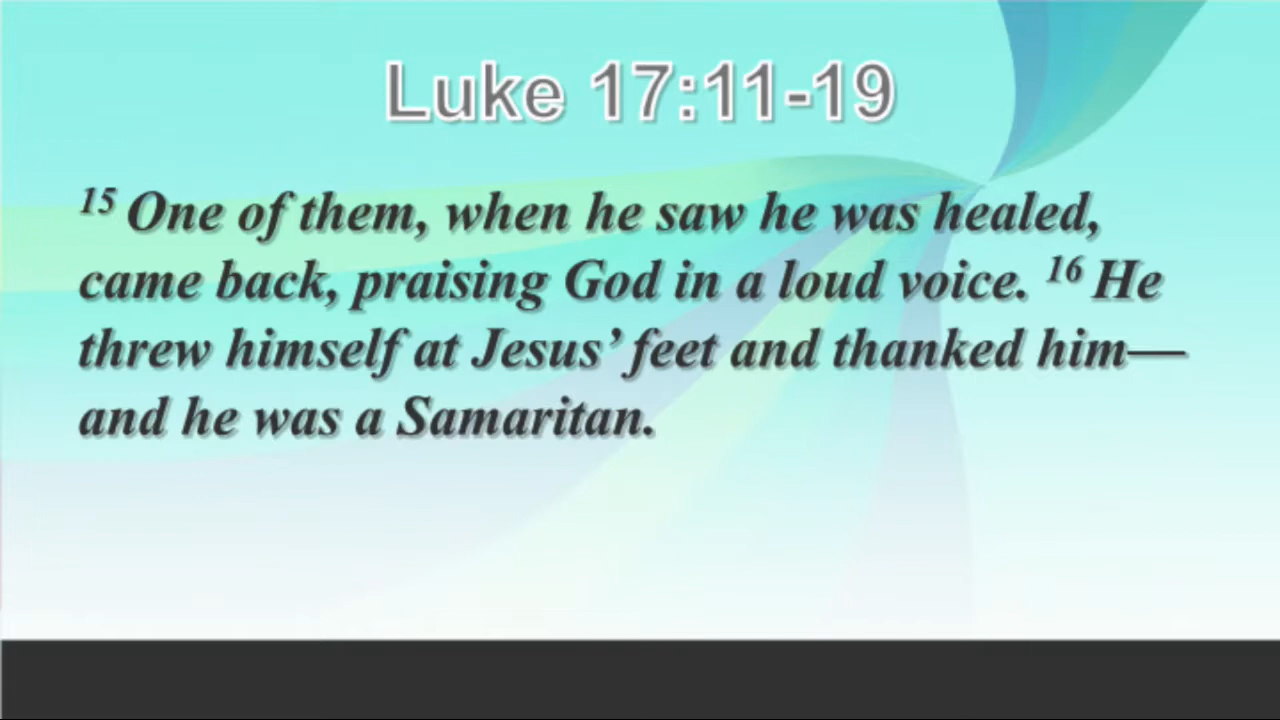 Luke 17:11-19
15 One of them, when he saw he was healed,
came back, praising God in a loud voice. 16 He
threw himself at Jesus’ feet and thanked him—
and he was a Samaritan.